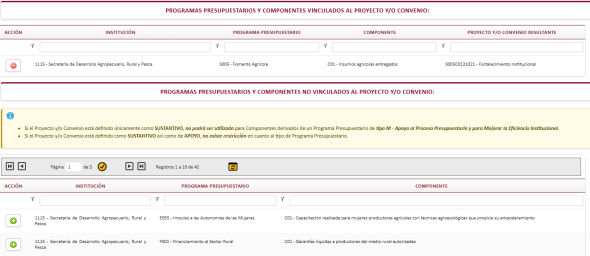 PROGRAMAS PRESUPUESTARIOS Y COMPONENTES VINCULADOS AL PROYECTO Y/O CONVENIO:
ACCIÓN INSTITUCIÓN PROGRAMA PRESUPUESTARIO COMPONENTE PROYECTO Y/O CONVENIO RESULTANTE
1115 - Secretaría de Desarrollo Agropecuario, Rural y Pesca S005 - Fomento Agrícola C01 - Insumos agrícolas entregados S005C0131021 - Fortalecimiento Institucional
PROGRAMAS PRESUPUESTARIOS Y COMPONENTES NO VINCULADOS AL PROYECTO Y/O CONVENIO:
Si el Proyecto y/o Convenio está definido únicamente como SUSTANTIVO, no podrá ser utilizado para Componentes derivados de un Programa Presupuestario de tipo M - Apoyo al Proceso Presupuestario y para Mejorar la Eficiencia Institucional.
Si el Proyecto y/o Convenio está definido como SUSTANTIVO así como de APOYO, no existe restricción en cuanto al tipo de Programa Presupuestario.
Página 1 de 5 Registros 1 a 10 de 42
ACCIÓN INSTITUCIÓN PROGRAMA PRESUPUESTARIO COMPONENTE
1115 - Secretaría de Desarrollo Agropecuario, Rural y E055 - Impulso a las Autonomías de las Mujeres C01 - Capacitación realizada para mujeres productoras agrícolas con técnicas agroecológicas que propicie su empoderamiento
Pesca
1115 - Secretaría de Desarrollo Agropecuario, Rural y F001 - Financiamiento al Sector Rural C01 - Garantías líquidas a productores del medio rural autorizadas
Pesca